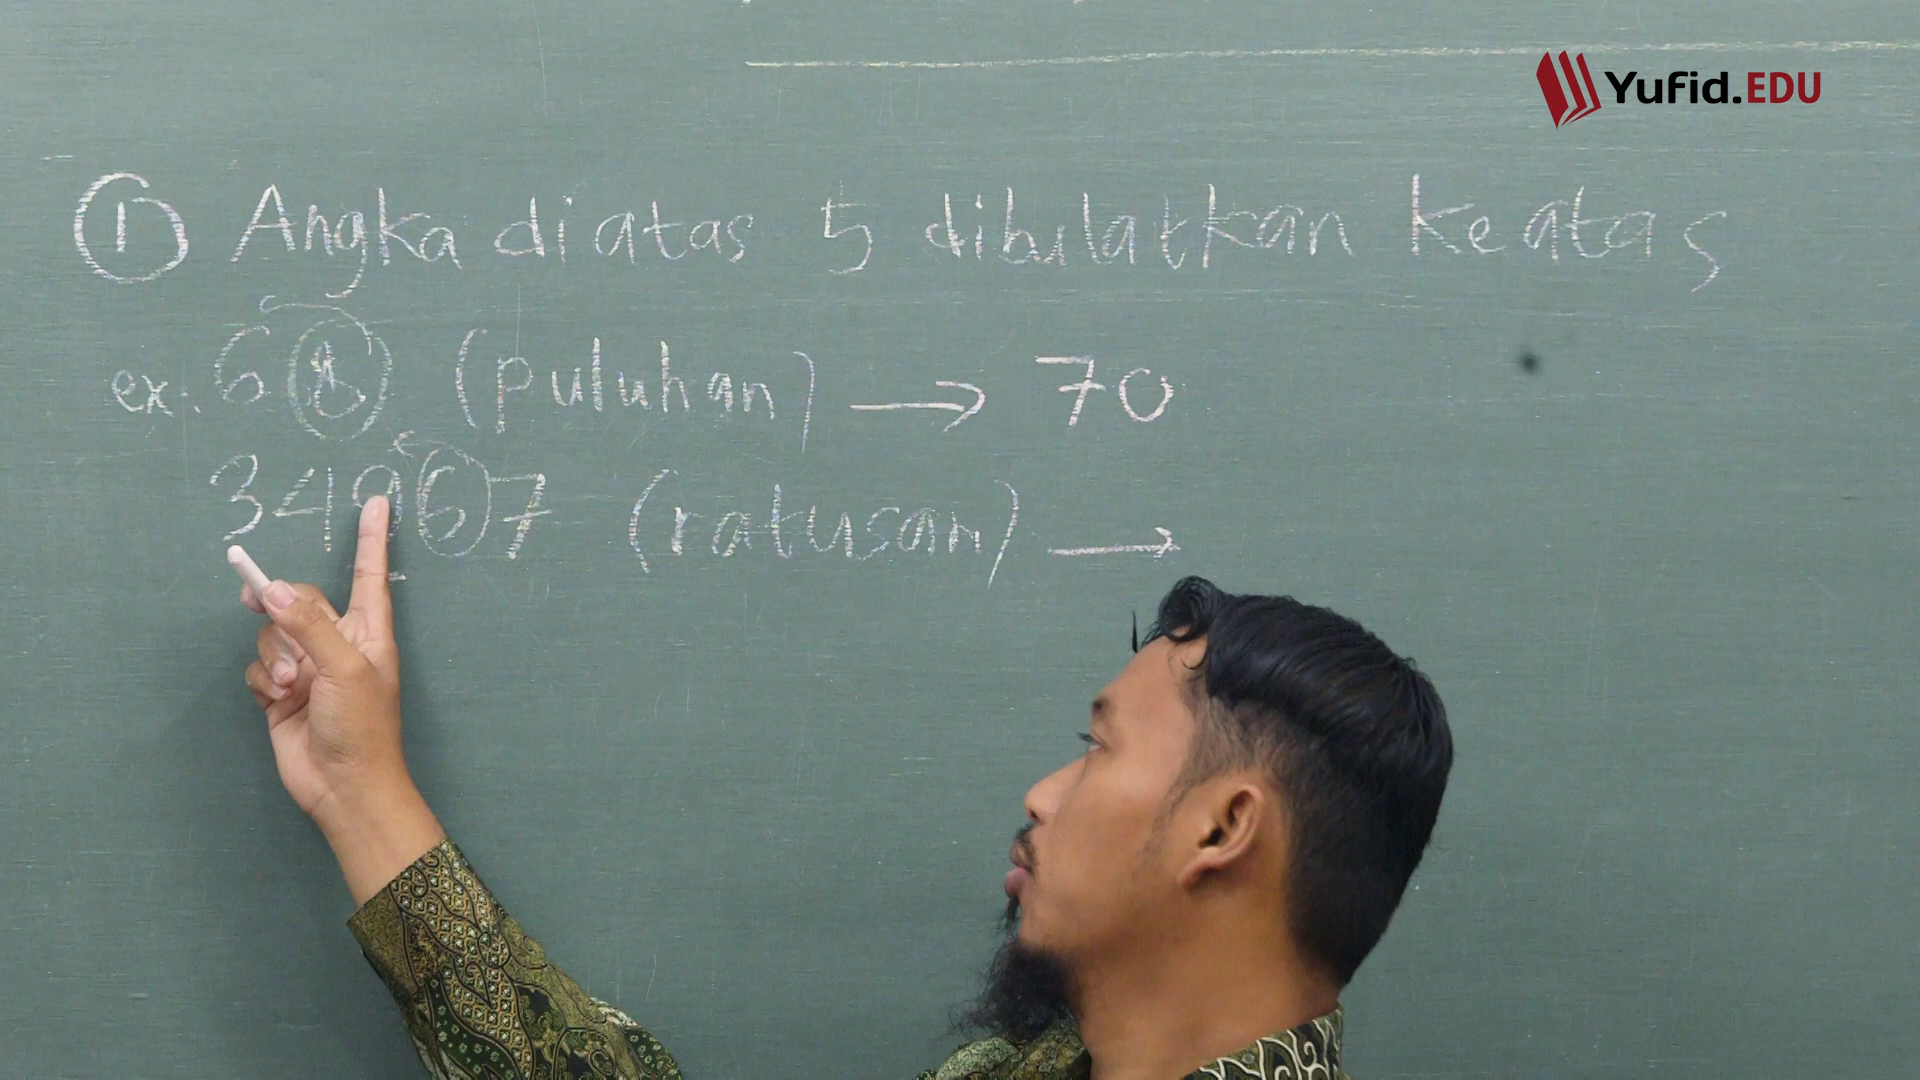 Yufid.EDU
1 Angka diatas 5 dibulatkan keatas
ex. 68 (puluhan) → 70
34967 (ratusan) →